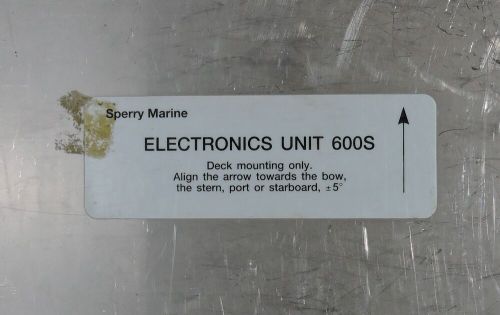 Sperry Marine
ELECTRONICS UNIT 600S
Deck mounting only.
Align the arrow towards the bow,
the stern, port or starboard, ±5°